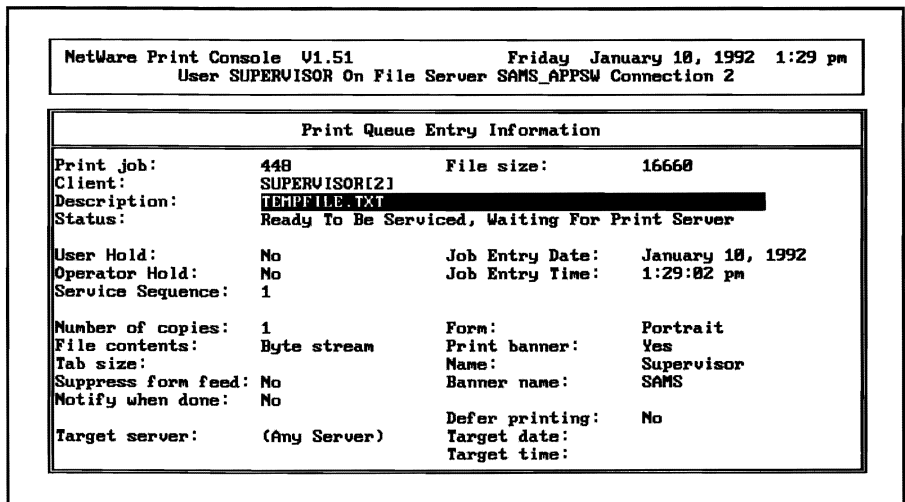 NetWare Print Console V1.51 Friday January 10, 1992 1:29 pm
User SUPERVISOR On File Server SAMS_APPSW Connection 2
Print Queue Entry Information
Print job: 448 File size: 16660
Client: SUPERVISOR[2]
Description: TEMPFILE.TXT
Status: Ready To Be Serviced, Waiting For Print Server
User Hold: No Job Entry Date: January 10, 1992
Operator Hold: No Job Entry Time: 1:29:02 pm
Service Sequence: 1
Number of copies: 1 Form: Portrait
File contents: Byte stream Print banner: Yes
Tab size: Name: Supervisor
Suppress form feed: No Banner name: SAMS
Notify when done: No
Defer printing: No
Target server: (Any Server) Target date:
Target time: